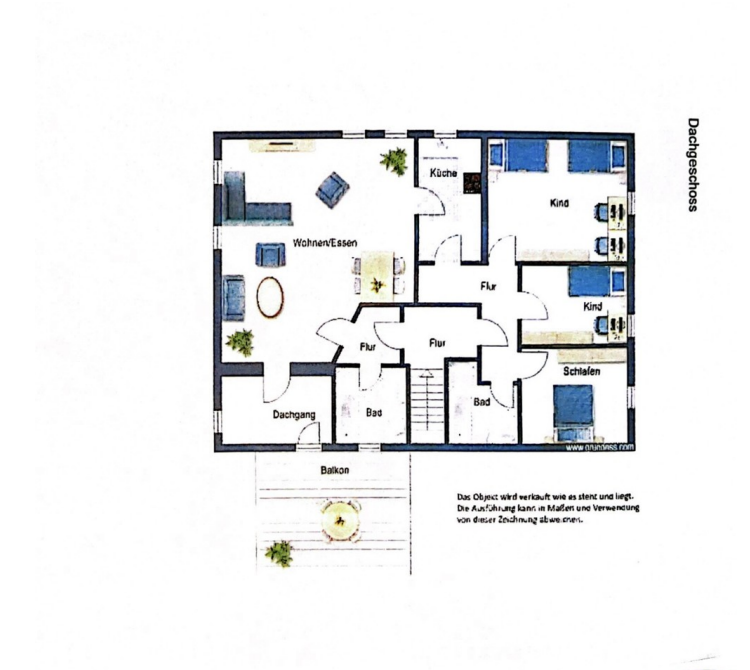 Dachgeschoss
Küche
Kind
Wohnen/Essen
Flur
Kind
Flur
Flur
Schlafen
Dachgang
Bad
Bad
www.grundess.com
Balkon
Das Objekt wird verkauft wie es steht und liegt.
Die Ausführung kann in Maßen und Verwendung
von dieser Zeichnung abweichen.